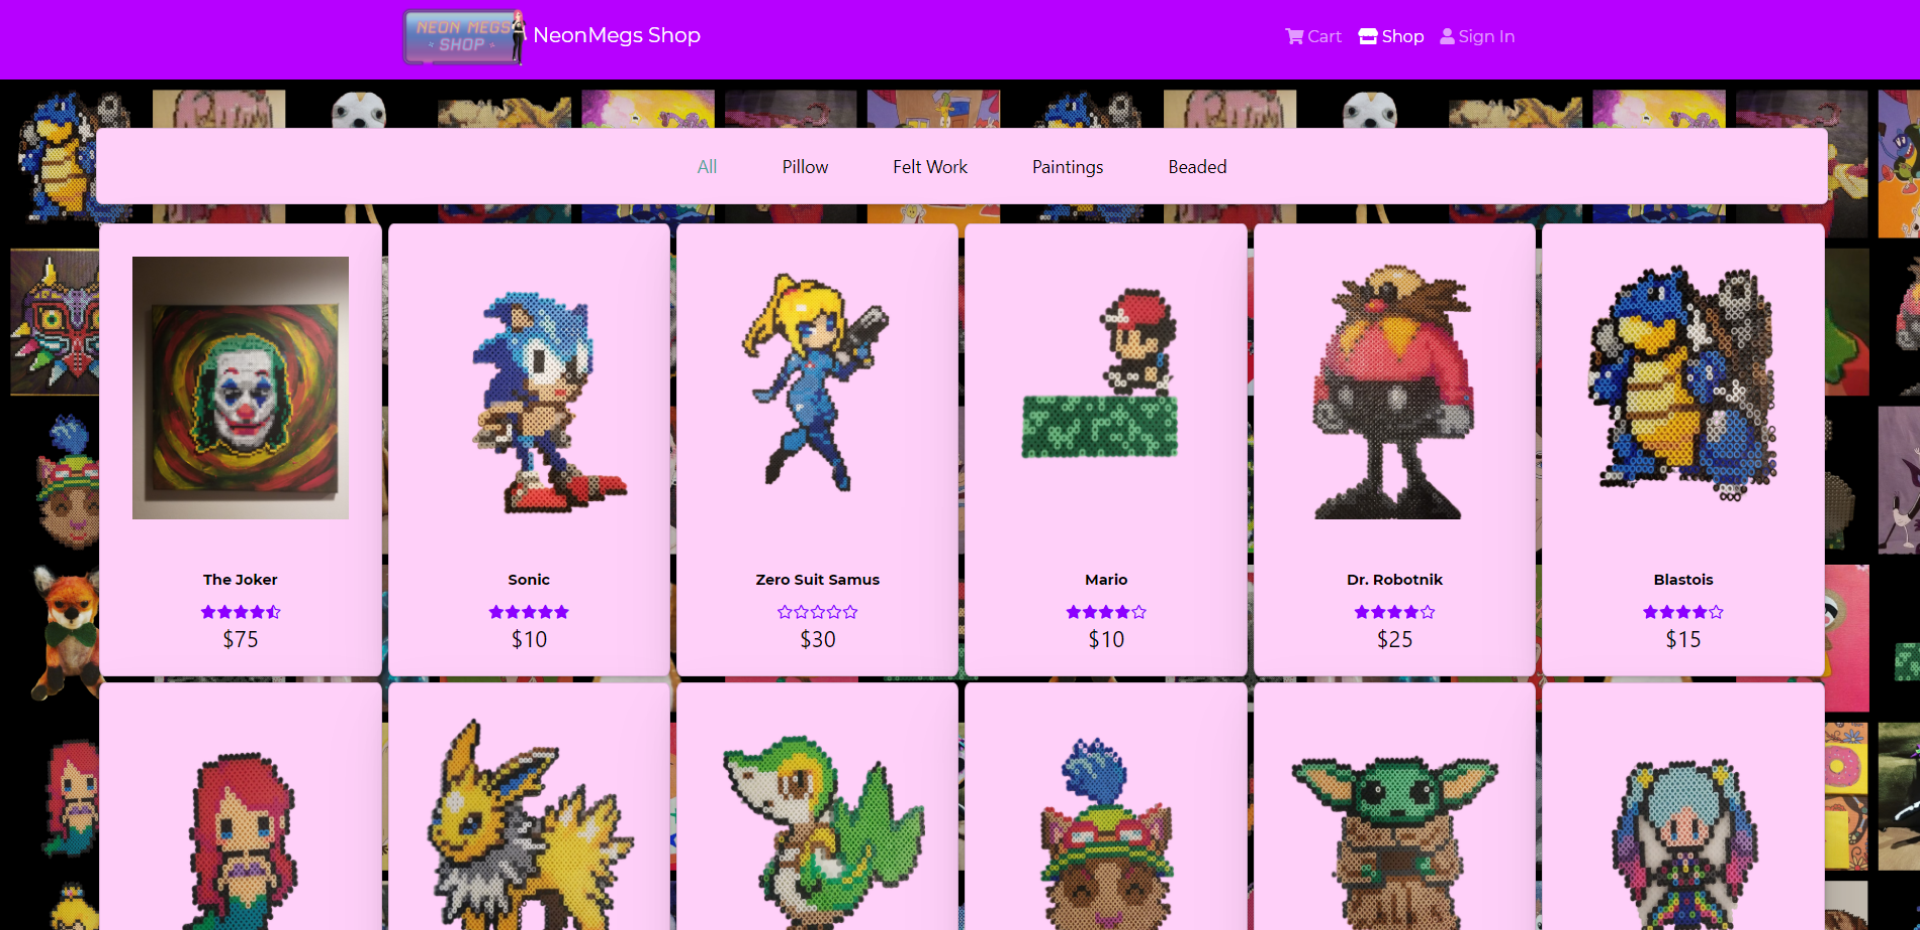 NEON MEGS
SHOP
NeonMegs Shop
Cart Shop Sign In
All Pillow Felt Work Paintings Beaded
The Joker
$75
Sonic
$10
Zero Suit Samus
$30
Mario
$10
Dr. Robotnik
$25
Blastois
$15